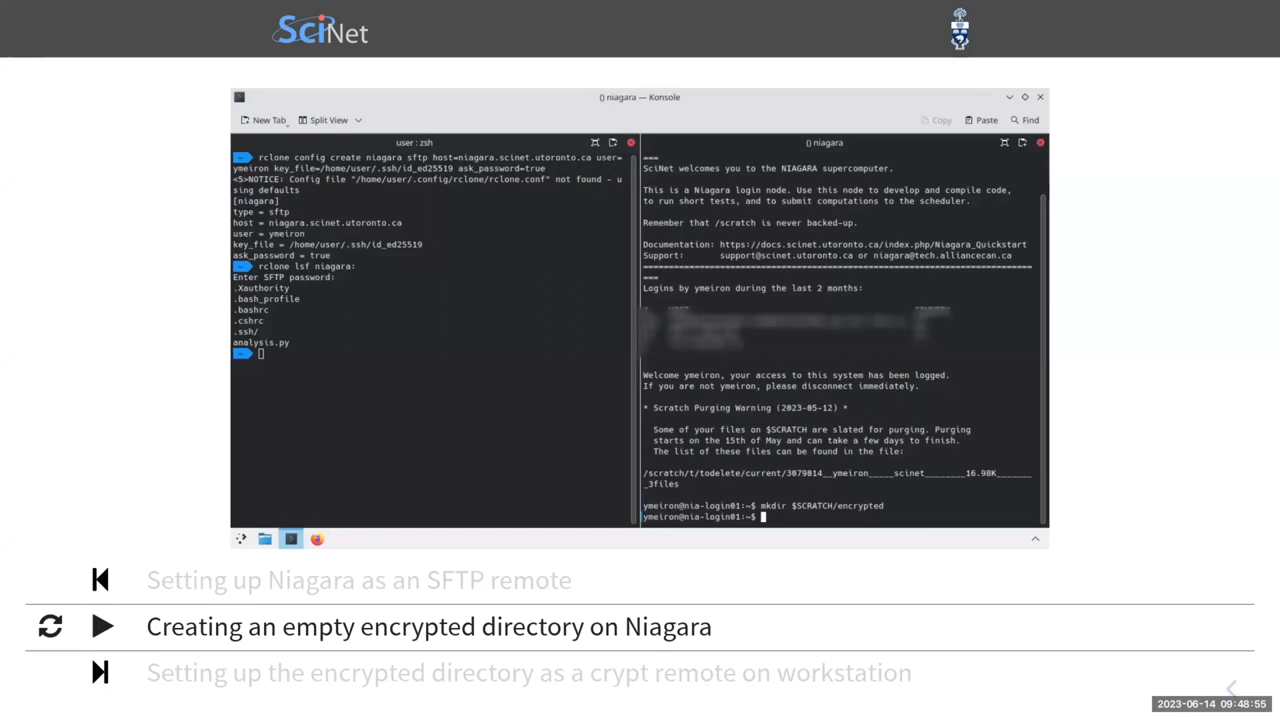 SciNet
() niagara — Konsole
New Tab Split View Copy Paste Find
user : zsh
~ rclone config create niagara sftp host=niagara.scinet.utoronto.ca user=
ymeiron key_file=/home/user/.ssh/id_ed25519 ask_password=true
<5>NOTICE: Config file "/home/user/.config/rclone/rclone.conf" not found - u
sing defaults
[niagara]
type = sftp
host = niagara.scinet.utoronto.ca
user = ymeiron
key_file = /home/user/.ssh/id_ed25519
ask_password = true
~ rclone lsf niagara:
Enter SFTP password:
.Xauthority
.bash_profile
.bashrc
.cshrc
.ssh/
analysis.py
~
() niagara
===
SciNet welcomes you to the NIAGARA supercomputer.
This is a Niagara login node. Use this node to develop and compile code,
to run short tests, and to submit computations to the scheduler.
Remember that /scratch is never backed-up.
Documentation: https://docs.scinet.utoronto.ca/index.php/Niagara_Quickstart
Support: support@scinet.utoronto.ca or niagara@tech.alliancecan.ca
===========================================================================
===
Logins by ymeiron during the last 2 months:
Welcome ymeiron, your access to this system has been logged.
If you are not ymeiron, please disconnect immediately.
* Scratch Purging Warning (2023-05-12) *
Some of your files on $SCRATCH are slated for purging. Purging
starts on the 15th of May and can take a few days to finish.
The list of these files can be found in the file:
/scratch/t/todelete/current/3079014__ymeiron_____scinet________16.98K_______
_3files
ymeiron@nia-login01:~$ mkdir $SCRATCH/encrypted
ymeiron@nia-login01:~$
Setting up Niagara as an SFTP remote
Creating an empty encrypted directory on Niagara
Setting up the encrypted directory as a crypt remote on workstation
2023-06-14 09:48:55